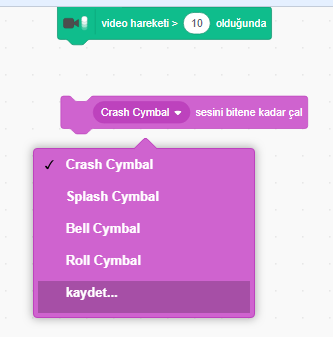 video hareketi > 10 olduğunda
Crash Cymbal sesini bitene kadar çal
Crash Cymbal
Splash Cymbal
Bell Cymbal
Roll Cymbal
kaydet...